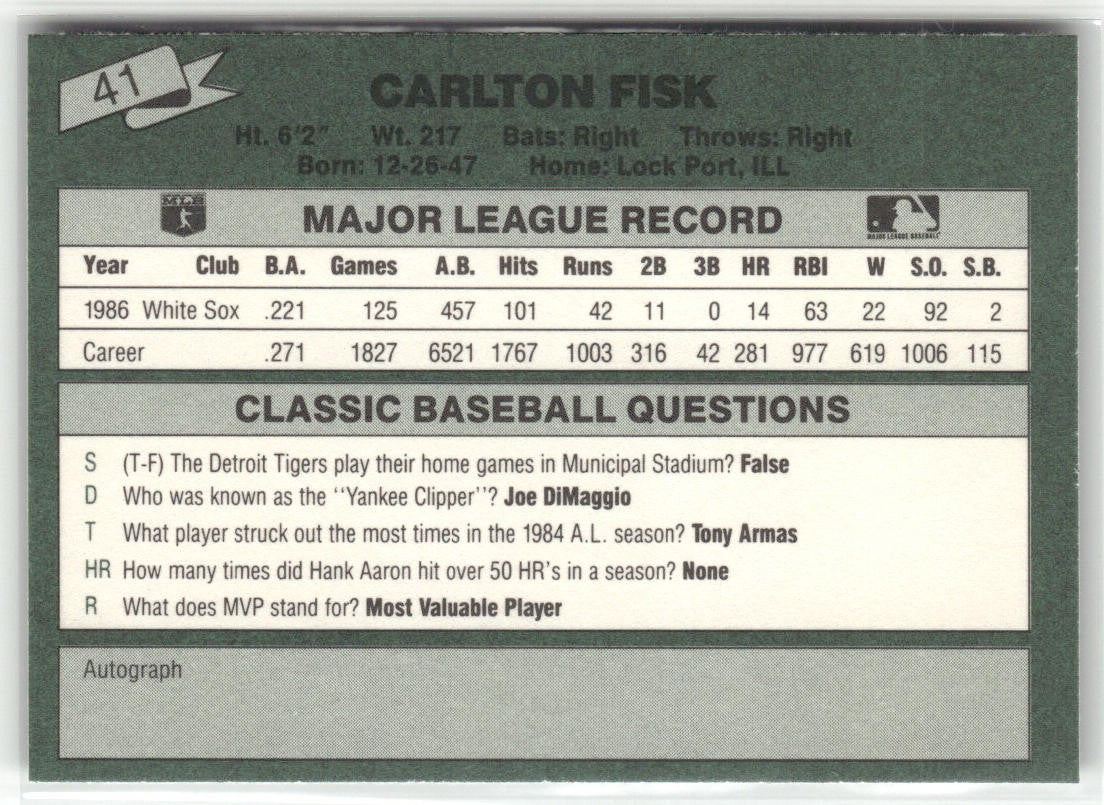 41
CARLTON FISK
Ht. 6'2" Wt. 217 Bats: Right Throws: Right
Born: 12-26-47 Home: Lock Port, ILL
MLB MAJOR LEAGUE RECORD MAJOR LEAGUE BASEBALL
Year Club B.A. Games A.B. Hits Runs 2B 3B HR RBI W S.O. S.B.
1986 White Sox .221 125 457 101 42 11 0 14 63 22 92 2
Career .271 1827 6521 1767 1003 316 42 281 977 619 1006 115
CLASSIC BASEBALL QUESTIONS
S (T-F) The Detroit Tigers play their home games in Municipal Stadium? False
D Who was known as the ''Yankee Clipper''? Joe DiMaggio
T What player struck out the most times in the 1984 A.L. season? Tony Armas
HR How many times did Hank Aaron hit over 50 HR's in a season? None
R What does MVP stand for? Most Valuable Player
Autograph